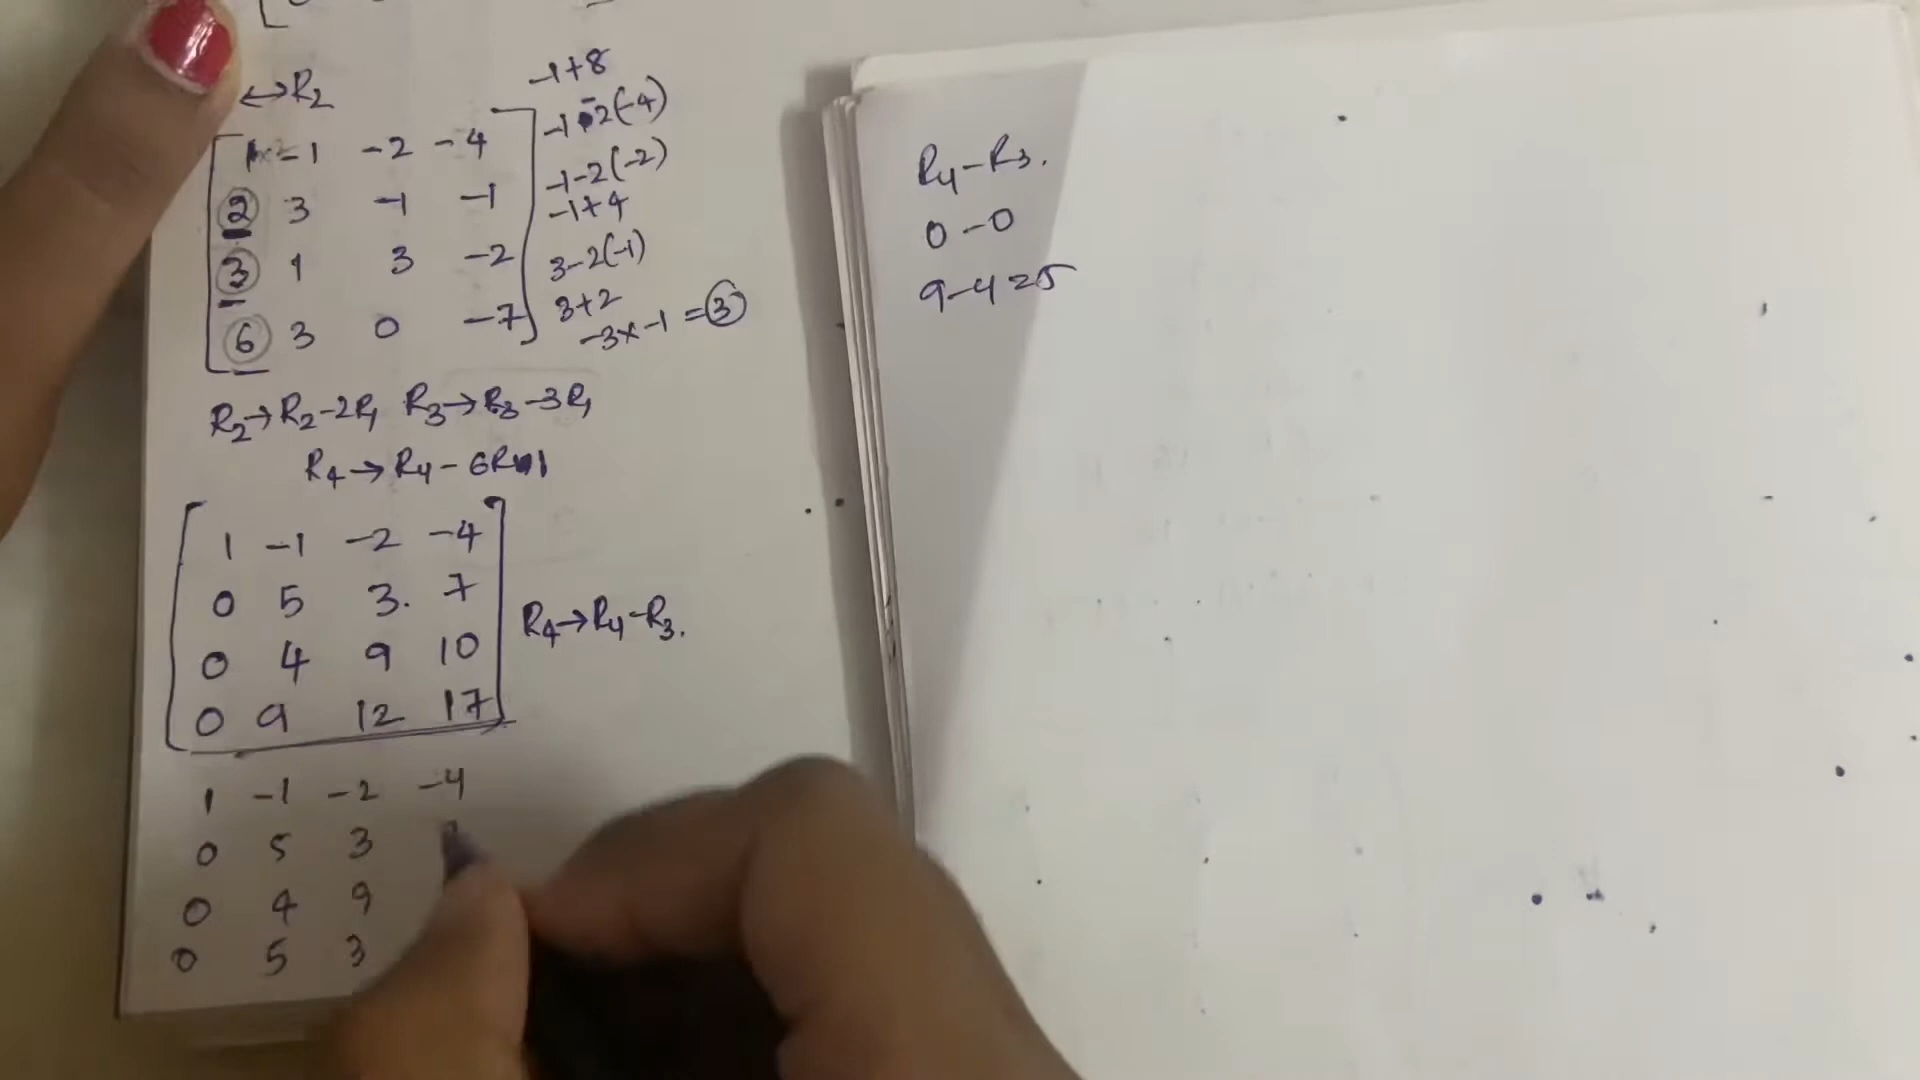 ↔R2
1 -1 -2 -4
2 3 -1 -1
3 1 3 -2
6 3 0 -7
-1+8
-1-2(-4)
-1-2(-2)
-1+4
3-2(-1)
3+2
-3x-1=3
R2→R2-2R1 R3→R3-3R1
R4→R4-6R1
1 -1 -2 -4
0 5 3. 7
0 4 9 10
0 9 12 17
R4→R4-R3.
1 -1 -2 -4
0 5 3
0 4 9
0 5 3
R4-R3.
0-0
9-4=5